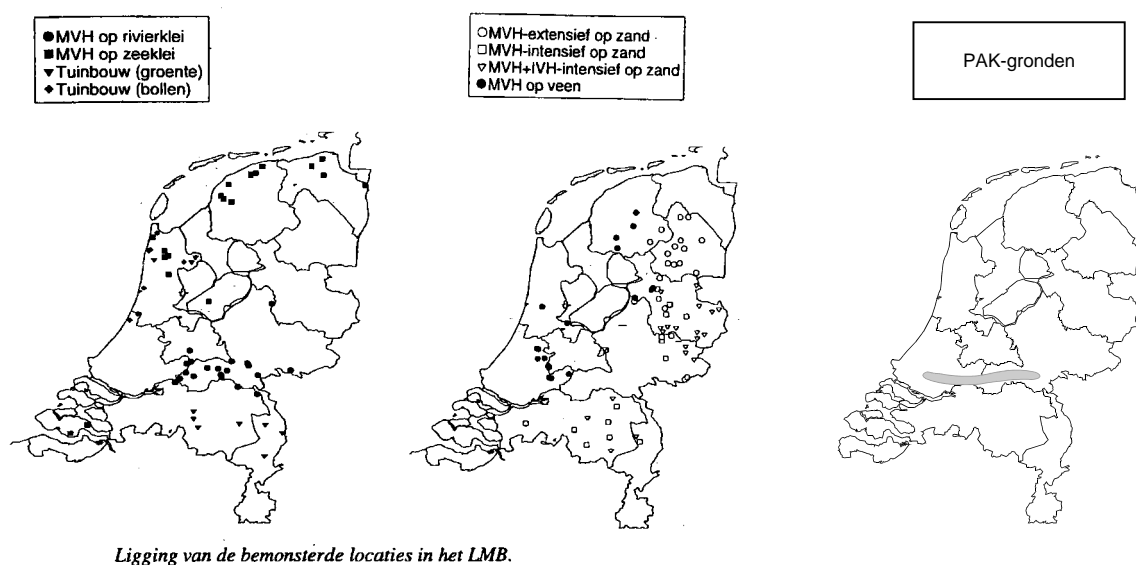 MVH op rivierklei
MVH op zeeklei
Tuinbouw (groente)
Tuinbouw (bollen)
MVH-extensief op zand
MVH-intensief op zand
MVH+IVH-intensief op zand
MVH op veen
PAK-gronden
Ligging van de bemonsterde locaties in het LMB.